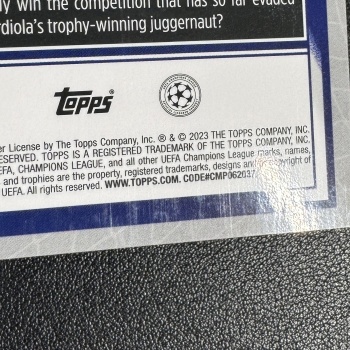 win the competition that has so far evaded
rdiola's trophy-winning juggernaut?
Topps
er License by The Topps Company, Inc. ® & © 2023 THE TOPPS COMPANY, INC.
ESERVED. TOPPS IS A REGISTERED TRADEMARK OF THE TOPPS COMPANY, INC.
EFA, CHAMPIONS LEAGUE, and all other UEFA Champions League marks, names,
and trophies are the property, registered trademarks, designs and/or copyright of
UEFA. All rights reserved. WWW.TOPPS.COM. CODE#CMP06203